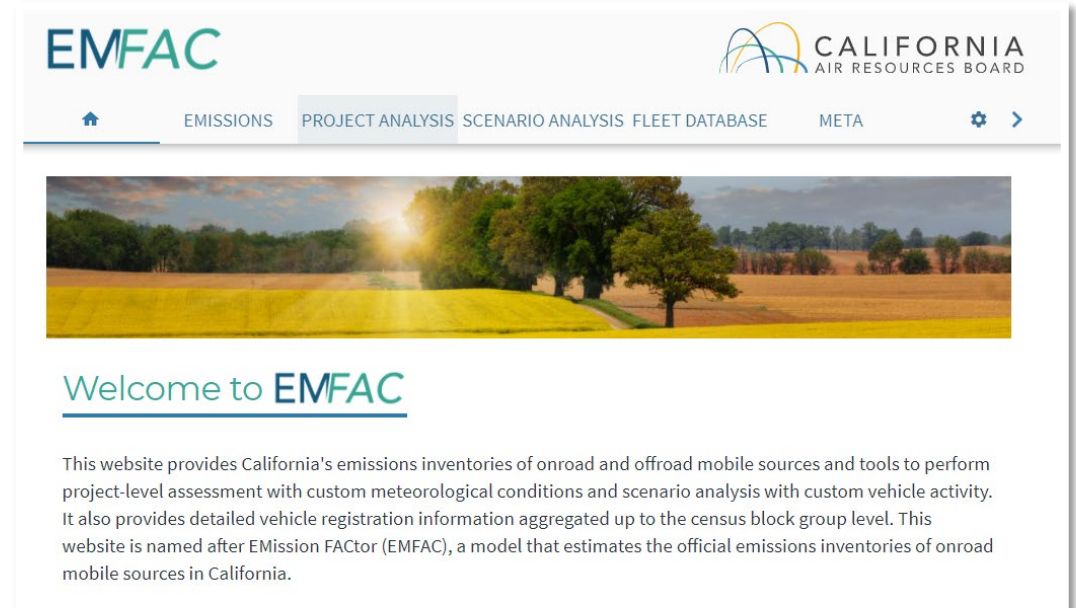 EMFAC
CALIFORNIA
AIR RESOURCES BOARD
EMISSIONS PROJECT ANALYSIS SCENARIO ANALYSIS FLEET DATABASE META
Welcome to EMFAC
This website provides California's emissions inventories of onroad and offroad mobile sources and tools to perform
project-level assessment with custom meteorological conditions and scenario analysis with custom vehicle activity.
It also provides detailed vehicle registration information aggregated up to the census block group level. This
website is named after EMission FACtor (EMFAC), a model that estimates the official emissions inventories of onroad
mobile sources in California.